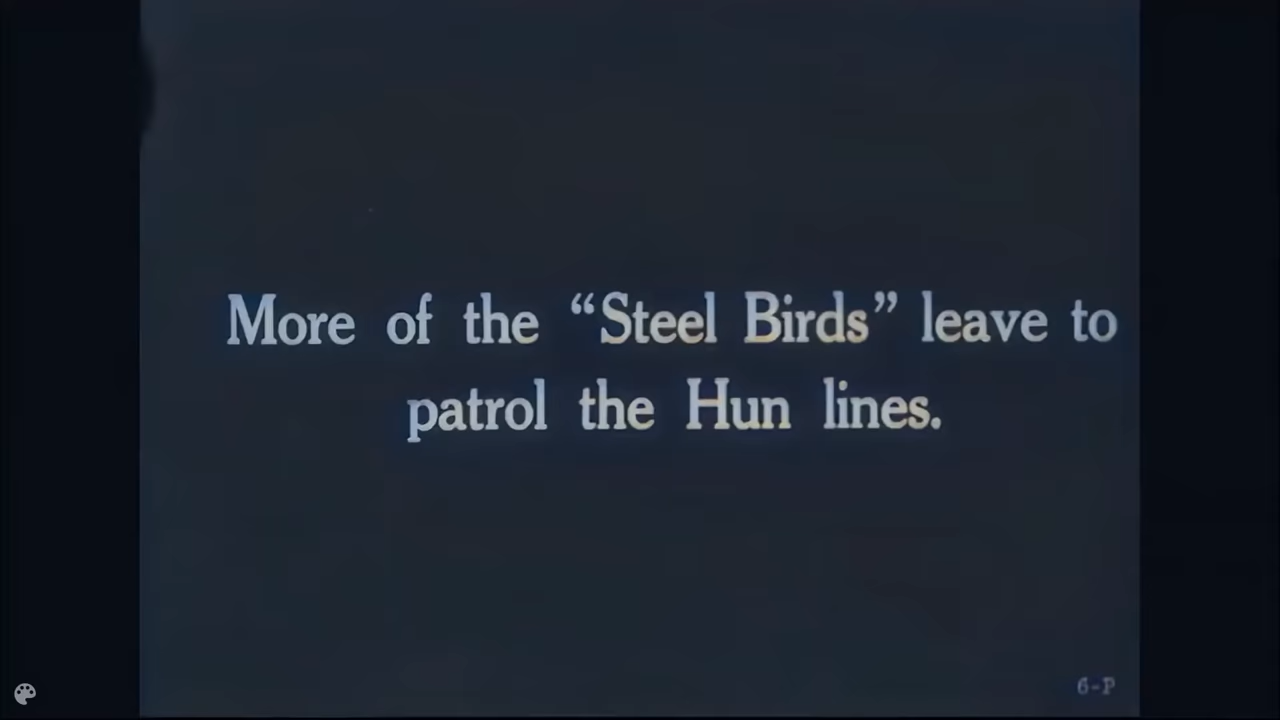 More of the “Steel Birds” leave to
patrol the Hun lines.
6-P